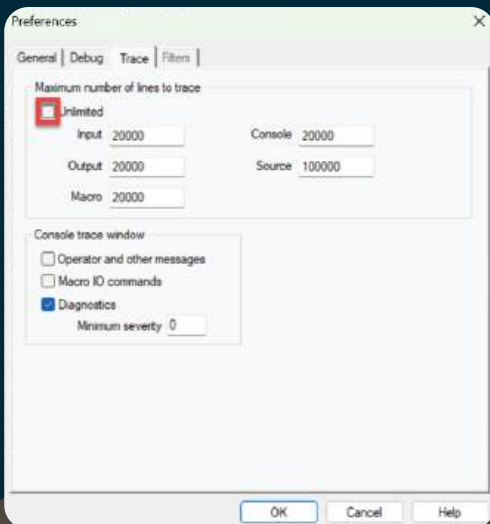 Preferences
General Debug Trace Filters
Maximum number of lines to trace
Unlimited
Input 20000 Console 20000
Output 20000 Source 100000
Macro 20000
Console trace window
Operator and other messages
Macro IO commands
Diagnostics
Minimum severity 0
OK Cancel Help